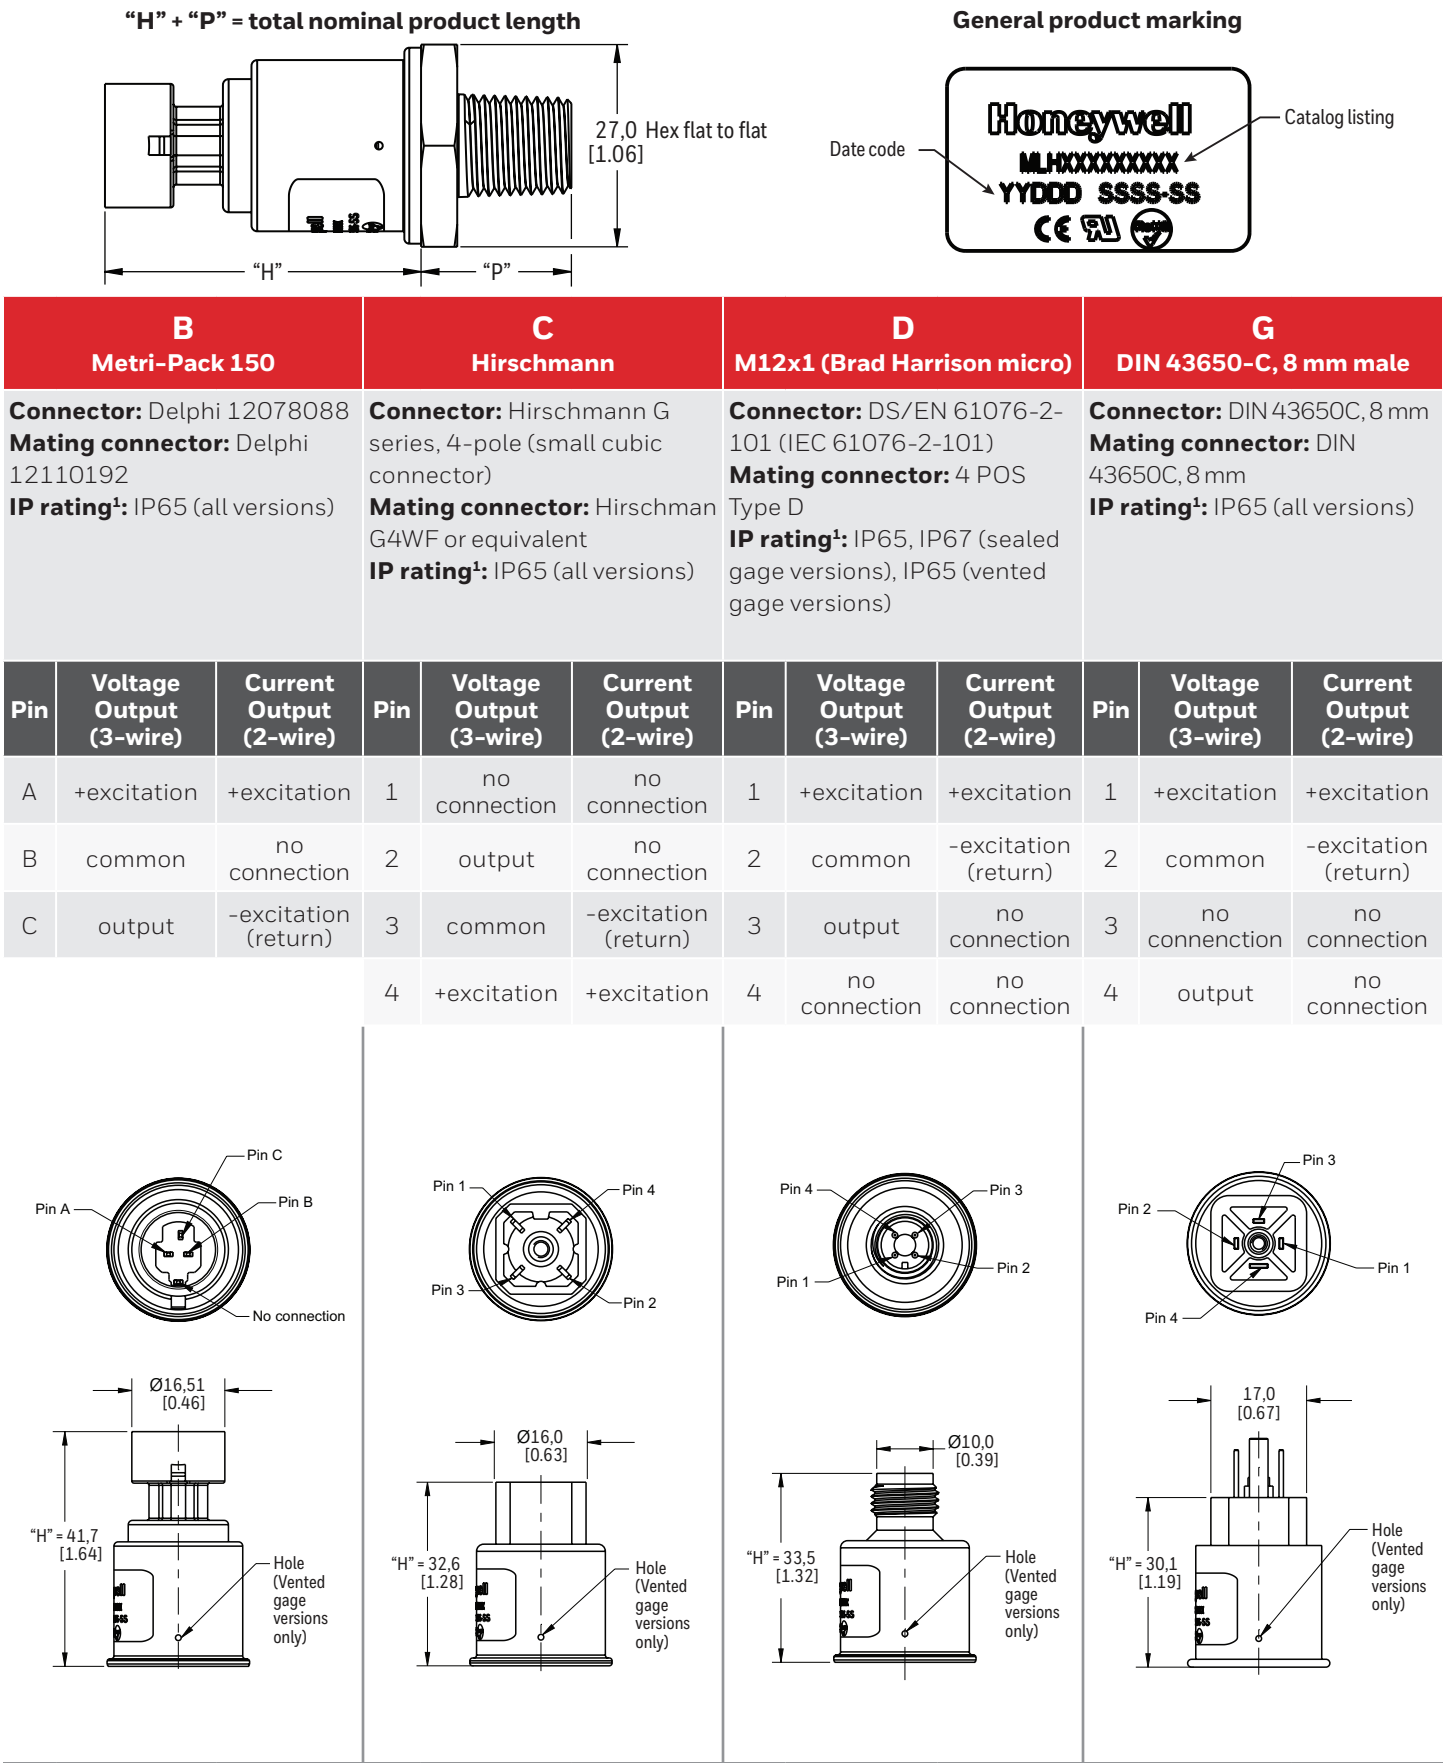 “H” + “P” = total nominal product length
27,0 Hex flat to flat
[1.06]
“H”
“P”
General product marking
Honeywell
MLHXXXXXXXXX
YYDDD SSSS-SS
Catalog listing
Date code
B
Metri-Pack 150
C
Hirschmann
D
M12x1 (Brad Harrison micro)
G
DIN 43650-C, 8 mm male
Connector: Delphi 12078088
Mating connector: Delphi
12110192
IP rating¹: IP65 (all versions)
Connector: Hirschmann G
series, 4-pole (small cubic
connector)
Mating connector: Hirschman
G4WF or equivalent
IP rating¹: IP65 (all versions)
Connector: DS/EN 61076-2-
101 (IEC 61076-2-101)
Mating connector: 4 POS
Type D
IP rating¹: IP65, IP67 (sealed
gage versions), IP65 (vented
gage versions)
Connector: DIN 43650C, 8 mm
Mating connector: DIN
43650C, 8 mm
IP rating¹: IP65 (all versions)
Pin Voltage Output (3-wire) Current Output (2-wire) Pin Voltage Output (3-wire) Current Output (2-wire) Pin Voltage Output (3-wire) Current Output (2-wire) Pin Voltage Output (3-wire) Current Output (2-wire)
A +excitation +excitation 1 no connection no connection 1 +excitation +excitation 1 +excitation +excitation
B common no connection 2 output no connection 2 common -excitation (return) 2 common -excitation (return)
C output -excitation (return) 3 common -excitation (return) 3 output no connection 3 no connenction no connection
4 +excitation +excitation 4 no connection no connection 4 output no connection
Pin C
Pin A
Pin B
No connection
Pin 1
Pin 4
Pin 3
Pin 2
Pin 4
Pin 3
Pin 1
Pin 2
Pin 3
Pin 2
Pin 1
Pin 4
Ø16,51
[0.46]
“H” = 41,7
[1.64]
Hole
(Vented
gage
versions
only)
Ø16,0
[0.63]
“H” = 32,6
[1.28]
Hole
(Vented
gage
versions
only)
Ø10,0
[0.39]
“H” = 33,5
[1.32]
Hole
(Vented
gage
versions
only)
17,0
[0.67]
“H” = 30,1
[1.19]
Hole
(Vented
gage
versions
only)